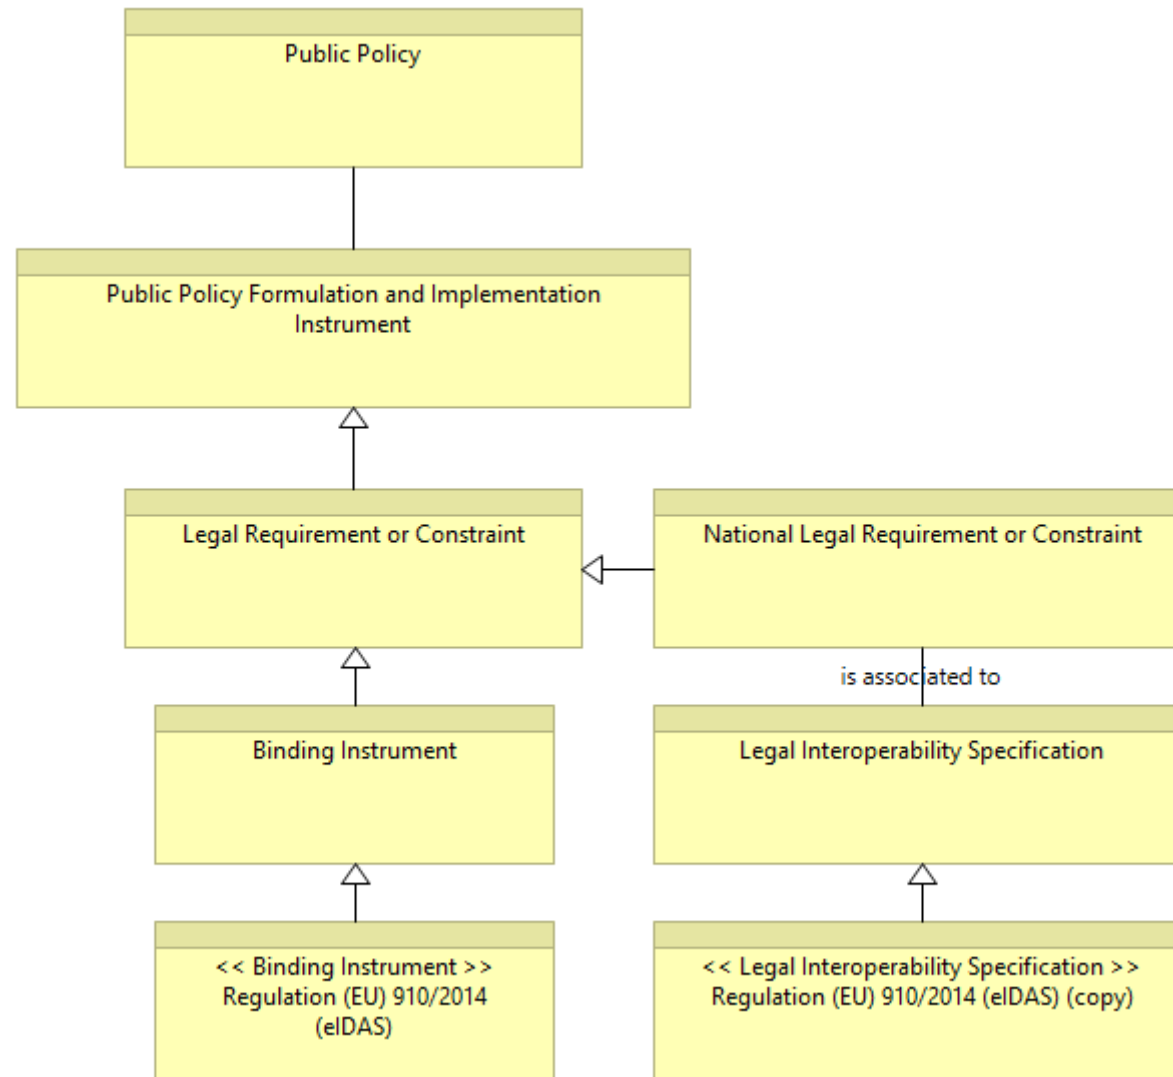 Public Policy
Public Policy Formulation and Implementation
Instrument
Legal Requirement or Constraint
National Legal Requirement or Constraint
is associated to
Binding Instrument
Legal Interoperability Specification
<< Binding Instrument >>
Regulation (EU) 910/2014
(eIDAS)
<< Legal Interoperability Specification >>
Regulation (EU) 910/2014 (eIDAS) (copy)